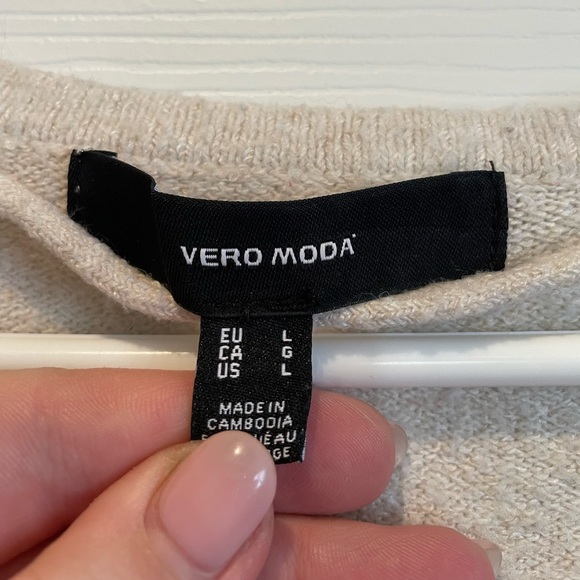 VERO MODA
EU L
CA G
US L
MADE IN
CAMBODIA